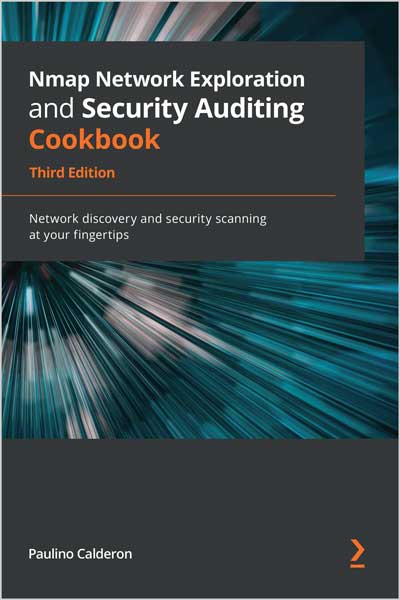 Nmap Network Exploration
and Security Auditing
Cookbook
Third Edition
Network discovery and security scanning
at your fingertips
Paulino Calderon